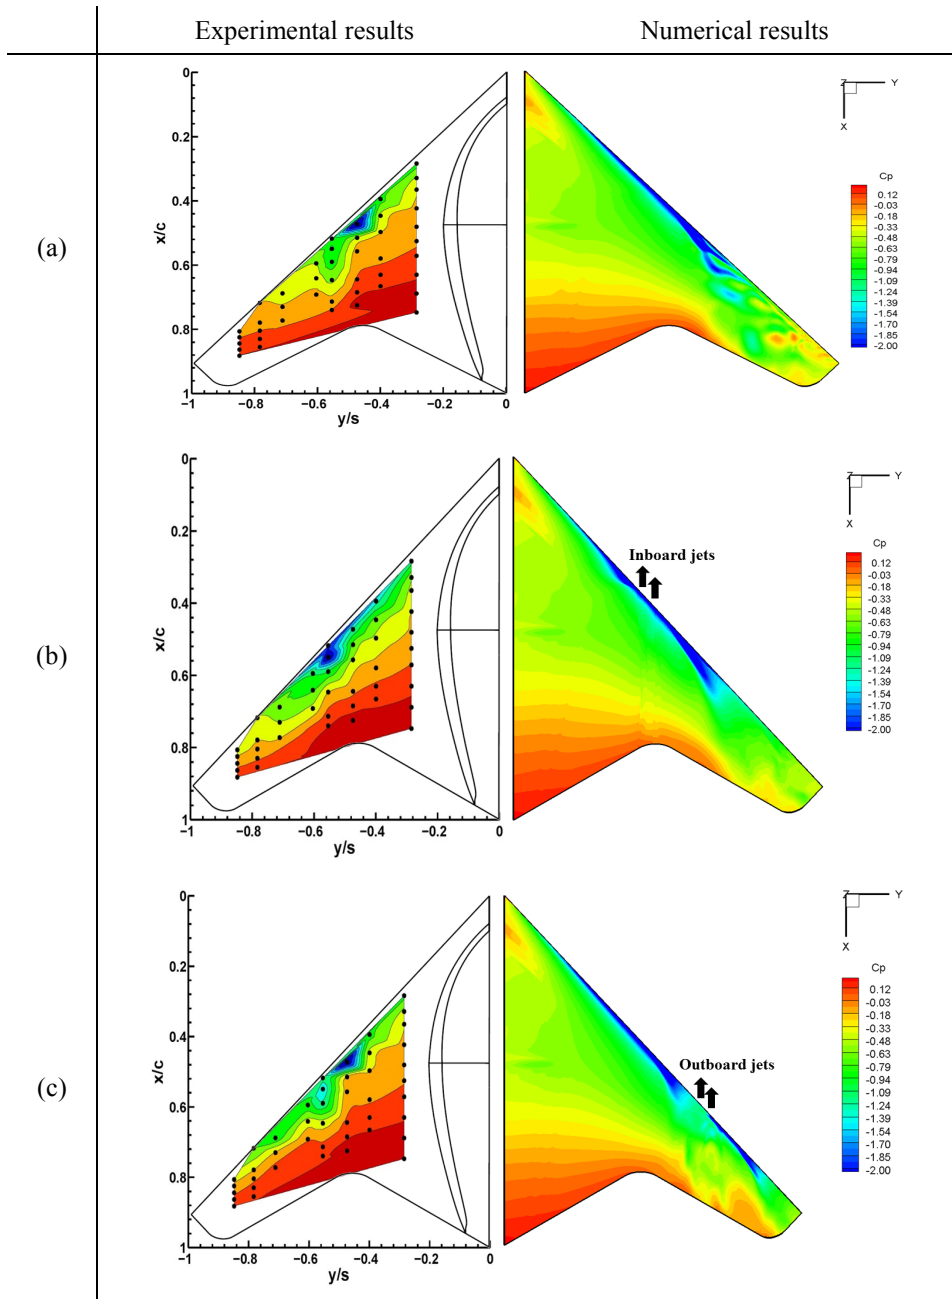 Experimental results Numerical results
(a)
0
0.2
0.4
0.6
0.8
1
x/c
−1 −0.8 −0.6 −0.4 −0.2 0
y/s
Z Y
X
Cp
0.12
-0.03
-0.18
-0.33
-0.48
-0.63
-0.79
-0.94
-1.09
-1.24
-1.39
-1.54
-1.70
-1.85
-2.00
(b)
0
0.2
0.4
0.6
0.8
1
x/c
−1 −0.8 −0.6 −0.4 −0.2 0
y/s
Inboard jets
Z Y
X
Cp
0.12
-0.03
-0.18
-0.33
-0.48
-0.63
-0.79
-0.94
-1.09
-1.24
-1.39
-1.54
-1.70
-1.85
-2.00
(c)
0
0.2
0.4
0.6
0.8
1
x/c
−1 −0.8 −0.6 −0.4 −0.2 0
y/s
Outboard jets
Z Y
X
Cp
0.12
-0.03
-0.18
-0.33
-0.48
-0.63
-0.79
-0.94
-1.09
-1.24
-1.39
-1.54
-1.70
-1.85
-2.00